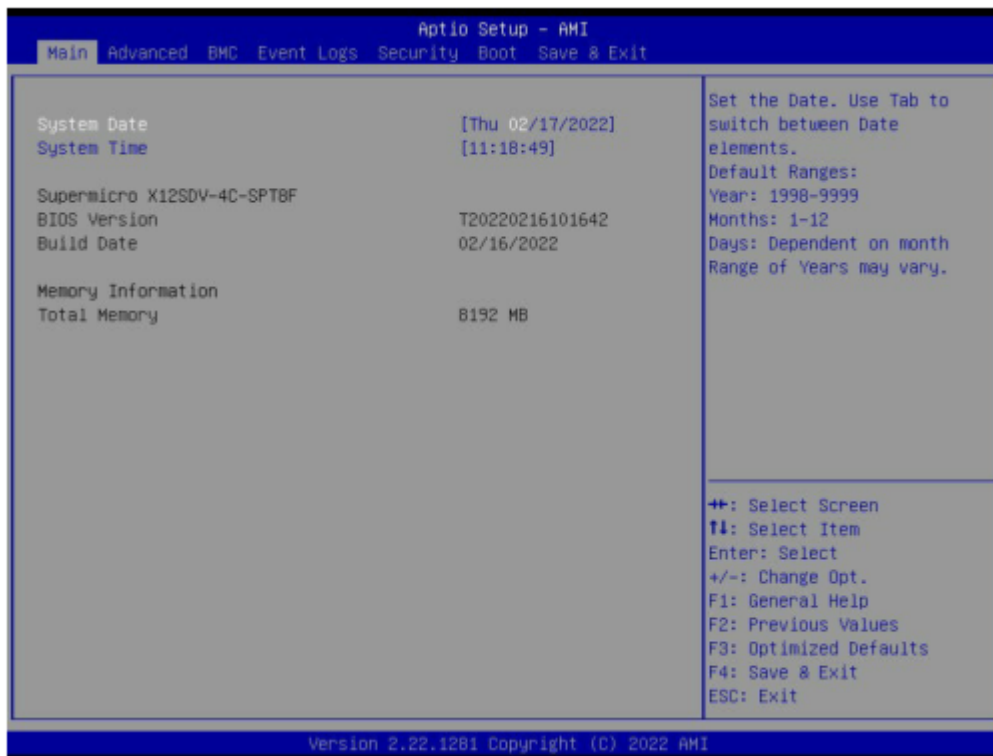 Aptio Setup - AMI
Main Advanced BMC Event Logs Security Boot Save & Exit
System Date [Thu 02/17/2022]
System Time [11:18:49]
Supermicro X12SDV-4C-SPT8F
BIOS Version T20220216101642
Build Date 02/16/2022
Memory Information
Total Memory 8192 MB
Set the Date. Use Tab to
switch between Date
elements.
Default Ranges:
Year: 1998-9999
Months: 1-12
Days: Dependent on month
Range of Years may vary.
→←: Select Screen
↑↓: Select Item
Enter: Select
+/-: Change Opt.
F1: General Help
F2: Previous Values
F3: Optimized Defaults
F4: Save & Exit
ESC: Exit
Version 2.22.1281 Copyright (C) 2022 AMI